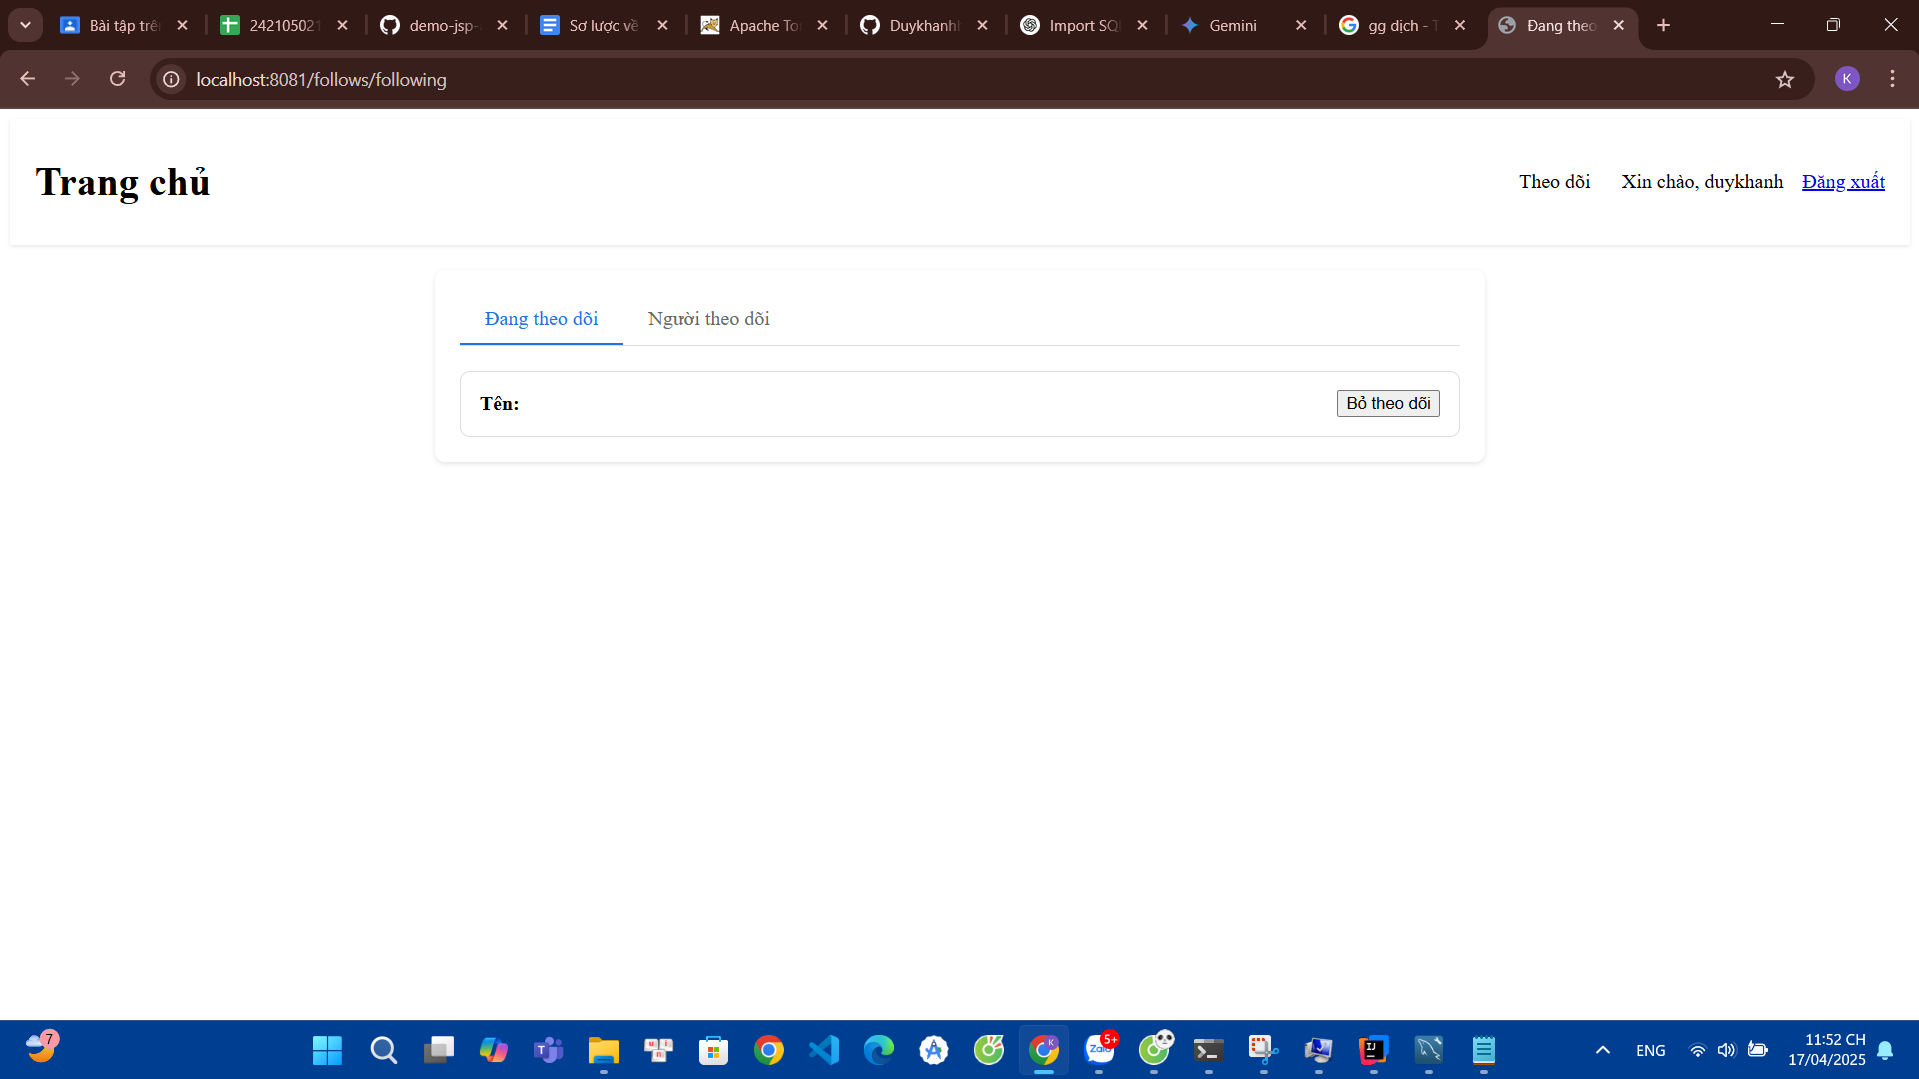 Bài tập trê
242105021
demo-jsp-
Sơ lược về
Apache To
Duykhanh
Import SQ
Gemini
gg dịch - T
Đang theo
localhost:8081/follows/following
K
Trang chủ
Theo dõi
Xin chào, duykhanh
Đăng xuất
Đang theo dõi
Người theo dõi
Tên:
Bỏ theo dõi
7
5+
Zalo
ENG
11:52 CH
17/04/2025